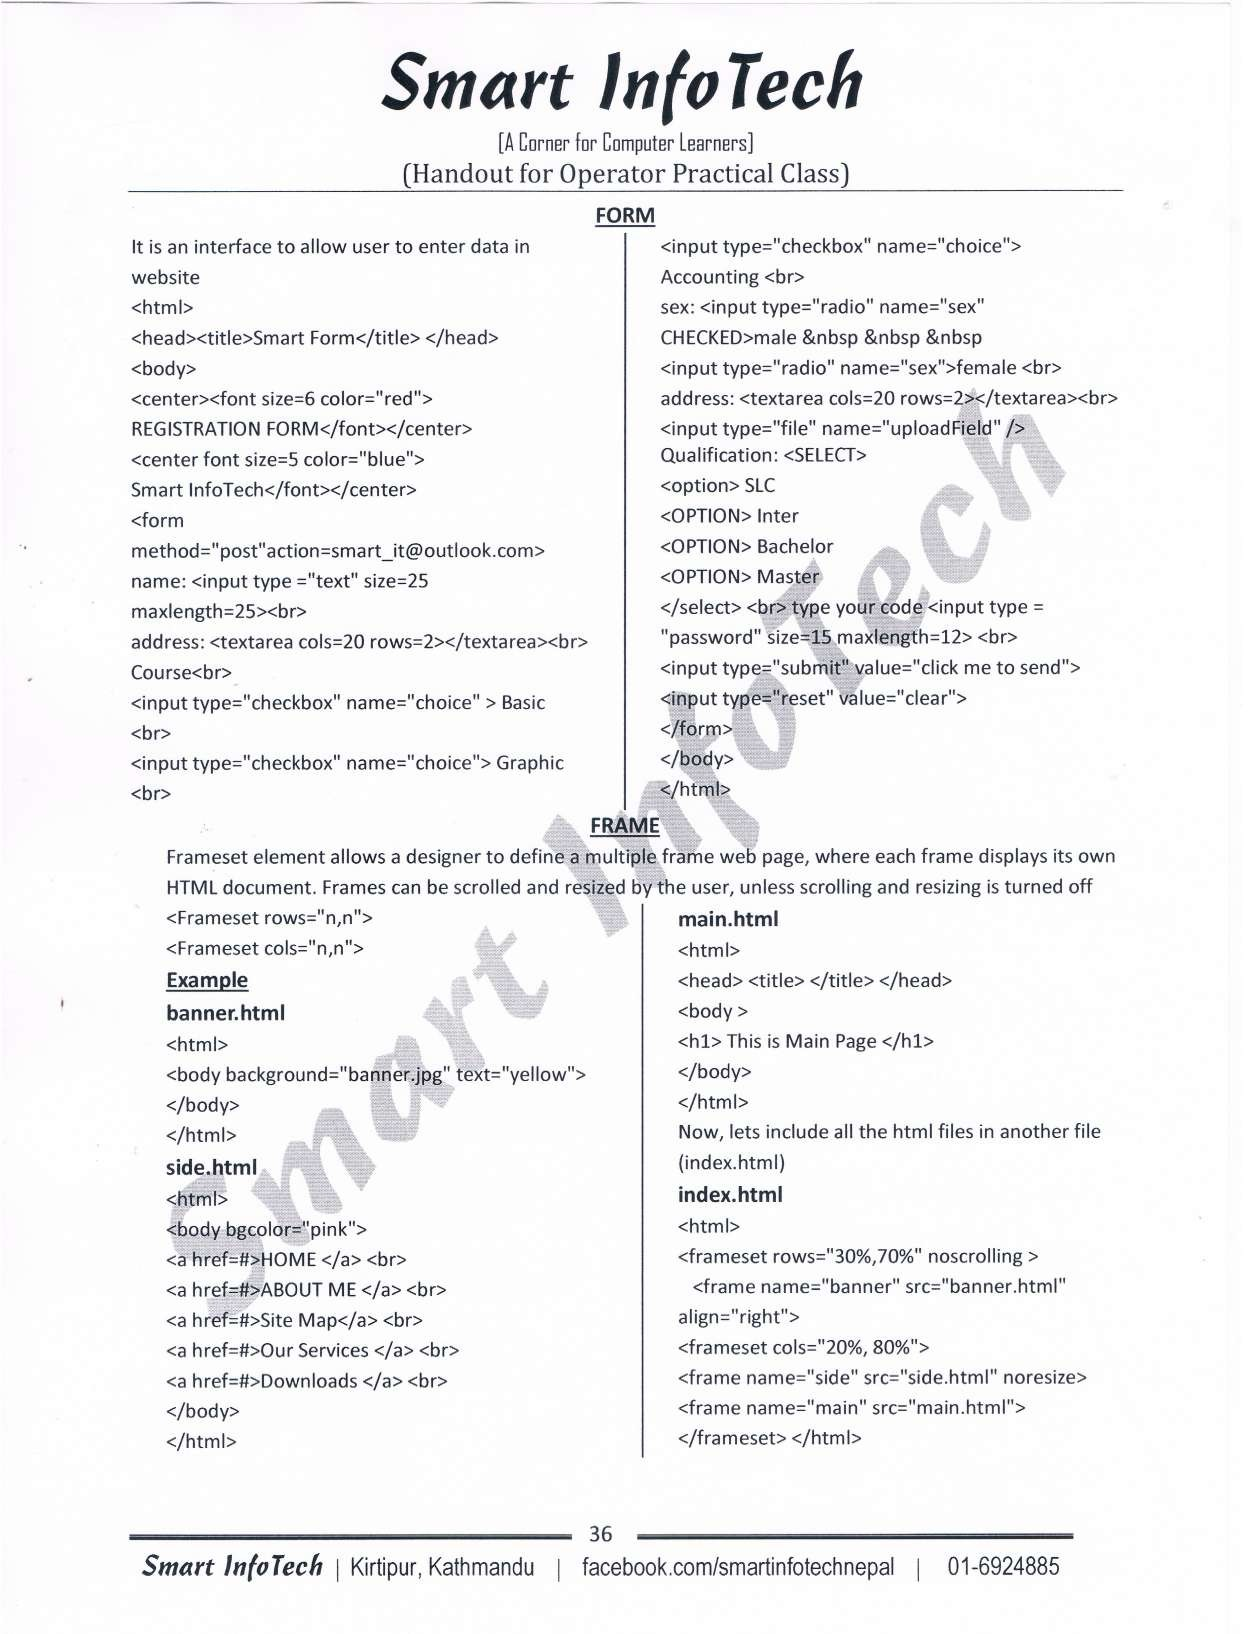 Smart InfoTech
[A Corner for Computer Learners]
(Handout for Operator Practical Class)
FORM
It is an interface to allow user to enter data in
website
<html>
<head><title>Smart Form</title> </head>
<body>
<center><font size=6 color="red">
REGISTRATION FORM</font></center>
<center font size=5 color="blue">
Smart InfoTech</font></center>
<form
method="post"action=smart_it@outlook.com>
name: <input type ="text" size=25
maxlength=25><br>
address: <textarea cols=20 rows=2></textarea><br>
Course<br>
<input type="checkbox" name="choice" > Basic
<br>
<input type="checkbox" name="choice"> Graphic
<br>
<input type="checkbox" name="choice">
Accounting <br>
sex: <input type="radio" name="sex"
CHECKED>male &nbsp &nbsp &nbsp
<input type="radio" name="sex">female <br>
address: <textarea cols=20 rows=2></textarea><br>
<input type="file" name="uploadField" />
Qualification: <SELECT>
<option> SLC
<OPTION> Inter
<OPTION> Bachelor
<OPTION> Master
</select> <br> type your code <input type =
"password" size=15 maxlength=12> <br>
<input type="submit" value="click me to send">
<input type="reset" value="clear">
</form>
</body>
</html>
FRAME
Frameset element allows a designer to define a multiple frame web page, where each frame displays its own
HTML document. Frames can be scrolled and resized by the user, unless scrolling and resizing is turned off
<Frameset rows="n,n">
<Frameset cols="n,n">
Example
banner.html
<html>
<body background="banner.jpg" text="yellow">
</body>
</html>
side.html
<html>
<body bgcolor="pink">
<a href=#>HOME </a> <br>
<a href=#>ABOUT ME </a> <br>
<a href=#>Site Map</a> <br>
<a href=#>Our Services </a> <br>
<a href=#>Downloads </a> <br>
</body>
</html>
main.html
<html>
<head> <title> </title> </head>
<body >
<h1> This is Main Page </h1>
</body>
</html>
Now, lets include all the html files in another file
(index.html)
index.html
<html>
<frameset rows="30%,70%" noscrolling >
<frame name="banner" src="banner.html"
align="right">
<frameset cols="20%, 80%">
<frame name="side" src="side.html" noresize>
<frame name="main" src="main.html">
</frameset> </html>
Smart InfoTech
36
Smart InfoTech | Kirtipur, Kathmandu | facebook.com/smartinfotechnepal | 01-6924885